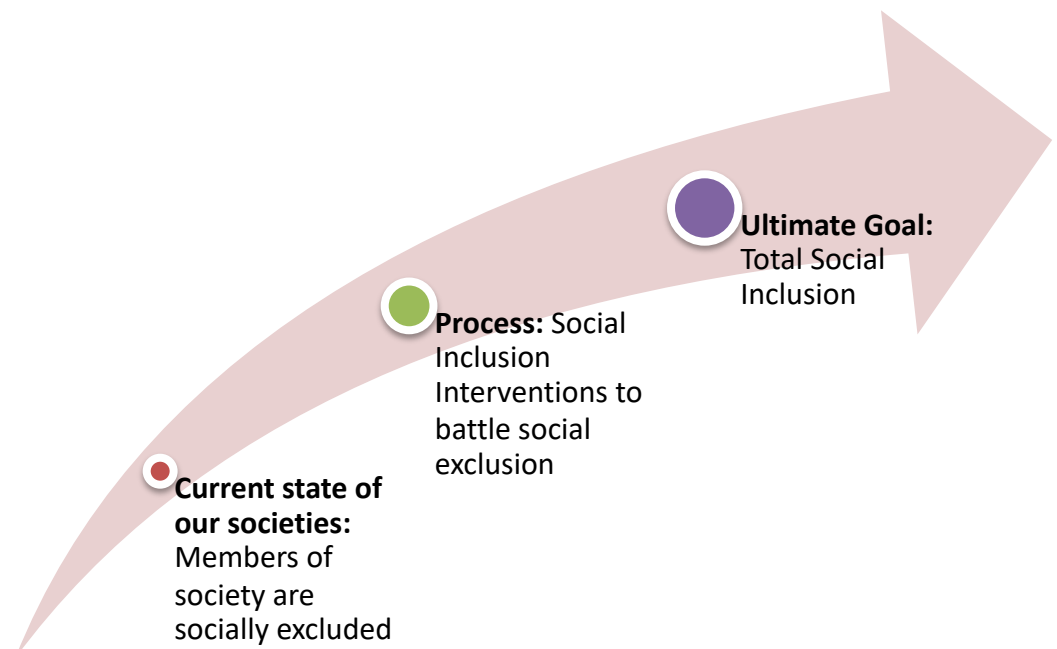 Ultimate Goal:
Total Social
Inclusion
Process: Social
Inclusion
Interventions to
battle social
exclusion
Current state of
our societies:
Members of
society are
socially excluded